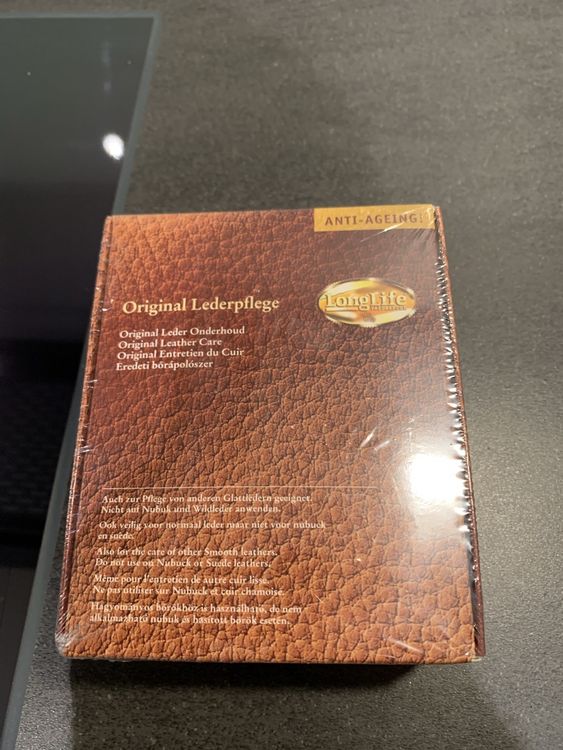 ANTI-AGEING!
Original Lederpflege
LongLife
Original Leder Onderhoud
Original Leather Care
Original Entretien du Cuir
Eredeti bőrápolószer
Auch zur Pflege von anderen Glattledern geeignet.
Nicht auf Nubuk und Wildleder anwenden.
Ook veilig voor normaal leder maar niet voor nubuck
en suède.
Also for the care of other Smooth leathers.
Do not use on Nubuck or Suede leathers.
Même pour l'entretien de autre cuir lisse.
Ne pas utiliser sur Nubuck et cuir chamoise.
Hagyományos bőrökhöz is használható, de nem
alkalmazható nubuk és hasított bőrök esetén.